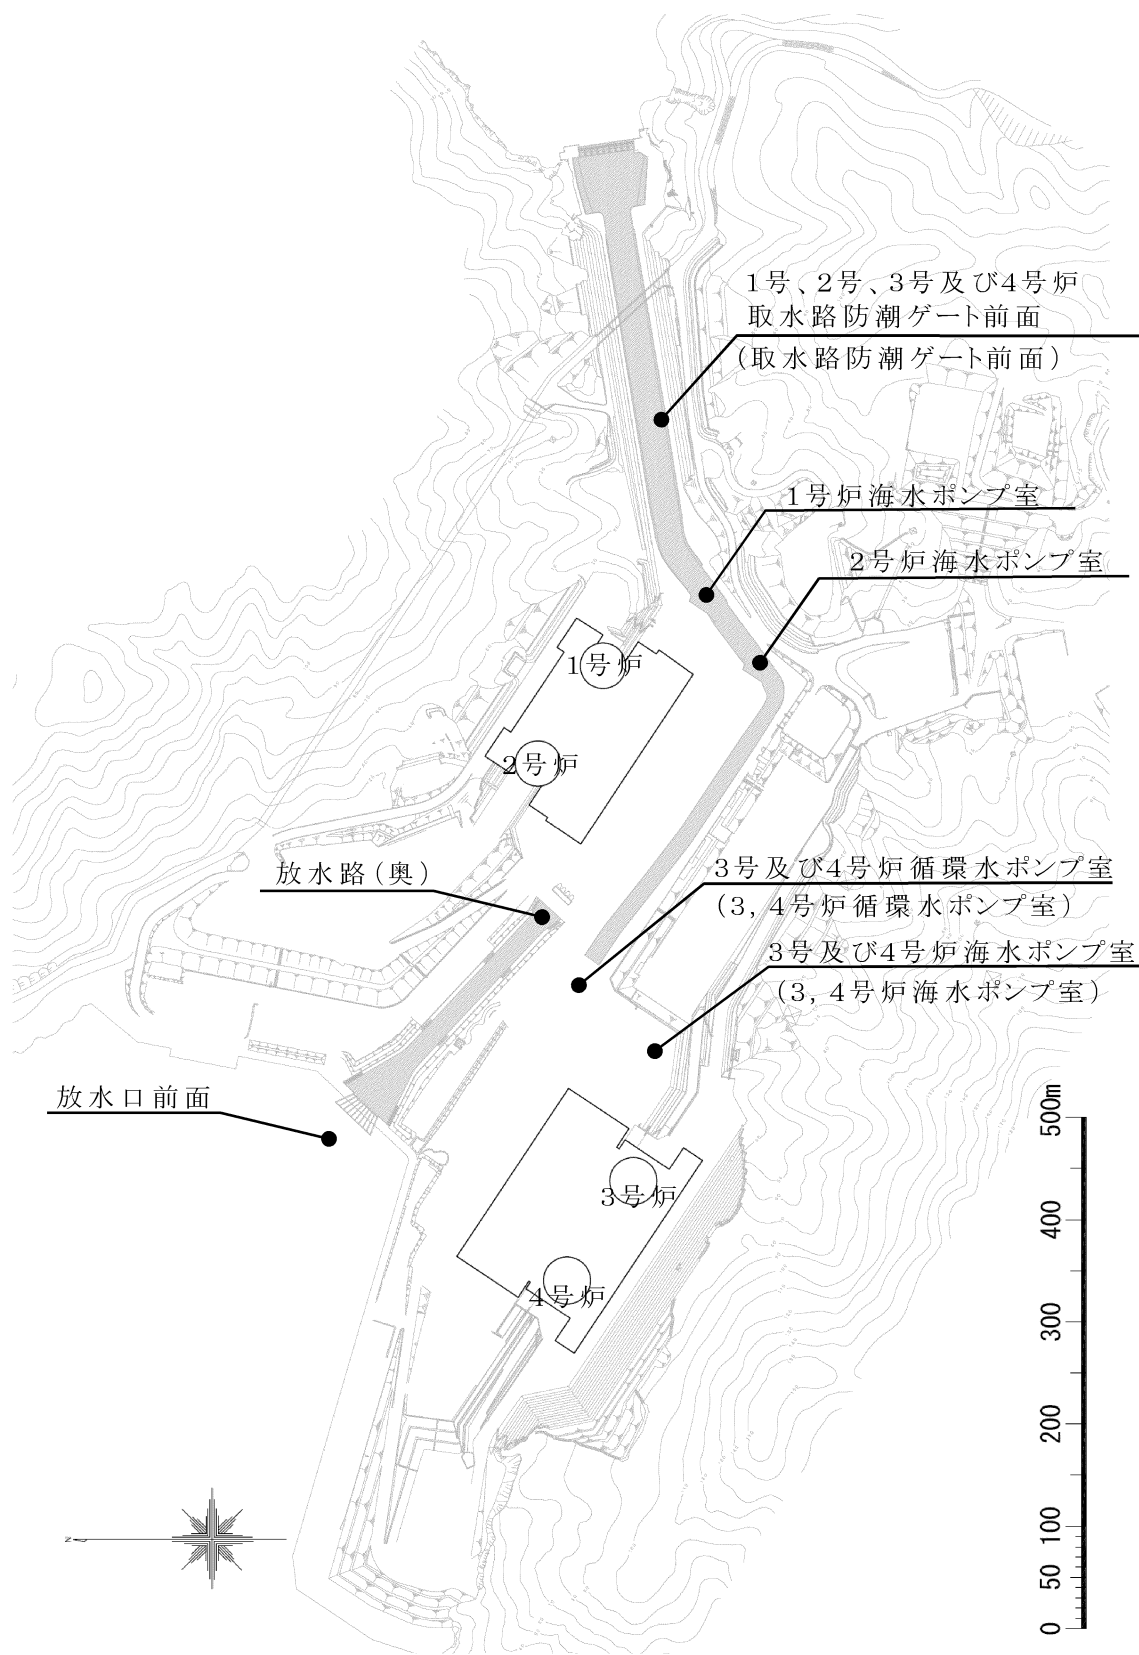 1号、2号、3号及び4号炉
取水路防潮ゲート前面
(取水路防潮ゲート前面)
1号炉海水ポンプ室
2号炉海水ポンプ室
1号炉
2号炉
放水路(奥)
3号及び4号炉循環水ポンプ室
(3,4号炉循環水ポンプ室)
3号及び4号炉海水ポンプ室
(3,4号炉海水ポンプ室)
放水口前面
3号炉
4号炉
500m
400
300
200
100
50
0
N